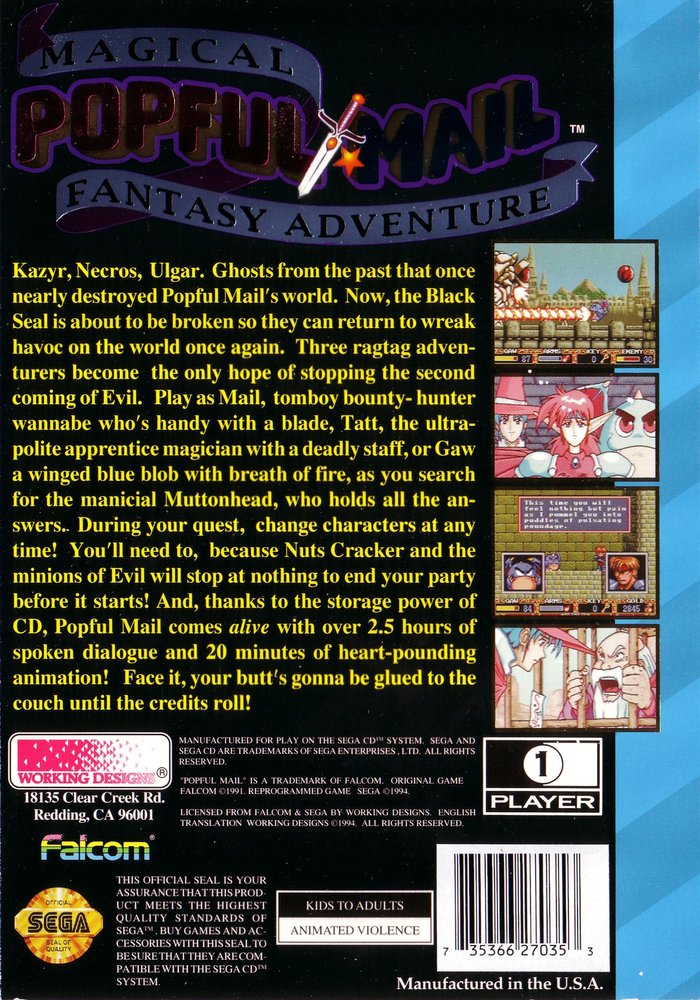 MAGICAL
POPFUL MAIL™
FANTASY ADVENTURE
Kazyr, Necros, Ulgar. Ghosts from the past that once
nearly destroyed Popful Mail's world. Now, the Black
Seal is about to be broken so they can return to wreak
havoc on the world once again. Three ragtag adven-
turers become the only hope of stopping the second
coming of Evil. Play as Mail, tomboy bounty- hunter
wannabe who's handy with a blade, Tatt, the ultra-
polite apprentice magician with a deadly staff, or Gaw
a winged blue blob with breath of fire, as you search
for the manicial Muttonhead, who holds all the an-
swers. During your quest, change characters at any
time! You'll need to, because Nuts Cracker and the
minions of Evil will stop at nothing to end your party
before it starts! And, thanks to the storage power of
CD, Popful Mail comes alive with over 2.5 hours of
spoken dialogue and 20 minutes of heart-pounding
animation! Face it, your butt's gonna be glued to the
couch until the credits roll!
GAW ARMS KEY ENEMY
37 0 30
This time you will
feel nothing but pain
as I pummel you into
puddles of pulsating
poundage.
GAW ARMS KEY GOLD
84 0 2845
WORKING DESIGNS®
18135 Clear Creek Rd.
Redding, CA 96001
Falcom®
MANUFACTURED FOR PLAY ON THE SEGA CD™ SYSTEM. SEGA AND
SEGA CD ARE TRADEMARKS OF SEGA ENTERPRISES, LTD. ALL RIGHTS
RESERVED.
"POPFUL MAIL" IS A TRADEMARK OF FALCOM. ORIGINAL GAME
FALCOM ©1991. REPROGRAMMED GAME SEGA ©1994.
LICENSED FROM FALCOM & SEGA BY WORKING DESIGNS. ENGLISH
TRANSLATION WORKING DESIGNS ©1994. ALL RIGHTS RESERVED.
1
PLAYER
OFFICIAL
SEGA
SEAL OF
QUALITY
THIS OFFICIAL SEAL IS YOUR
ASSURANCE THAT THIS PROD-
UCT MEETS THE HIGHEST
QUALITY STANDARDS OF
SEGA™. BUY GAMES AND AC-
CESSORIES WITH THIS SEAL TO
BE SURE THAT THEY ARE COM-
PATIBLE WITH THE SEGA CD™
SYSTEM.
KIDS TO ADULTS
ANIMATED VIOLENCE
7 35366 27035 3
Manufactured in the U.S.A.